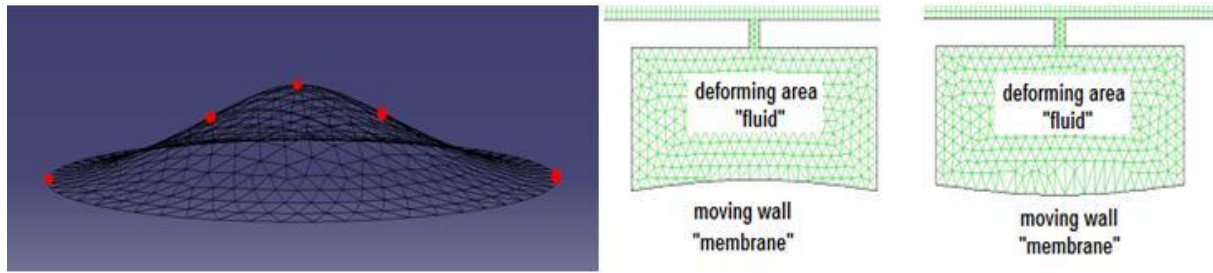 deforming area
"fluid"
moving wall
"membrane"
deforming area
"fluid"
moving wall
"membrane"